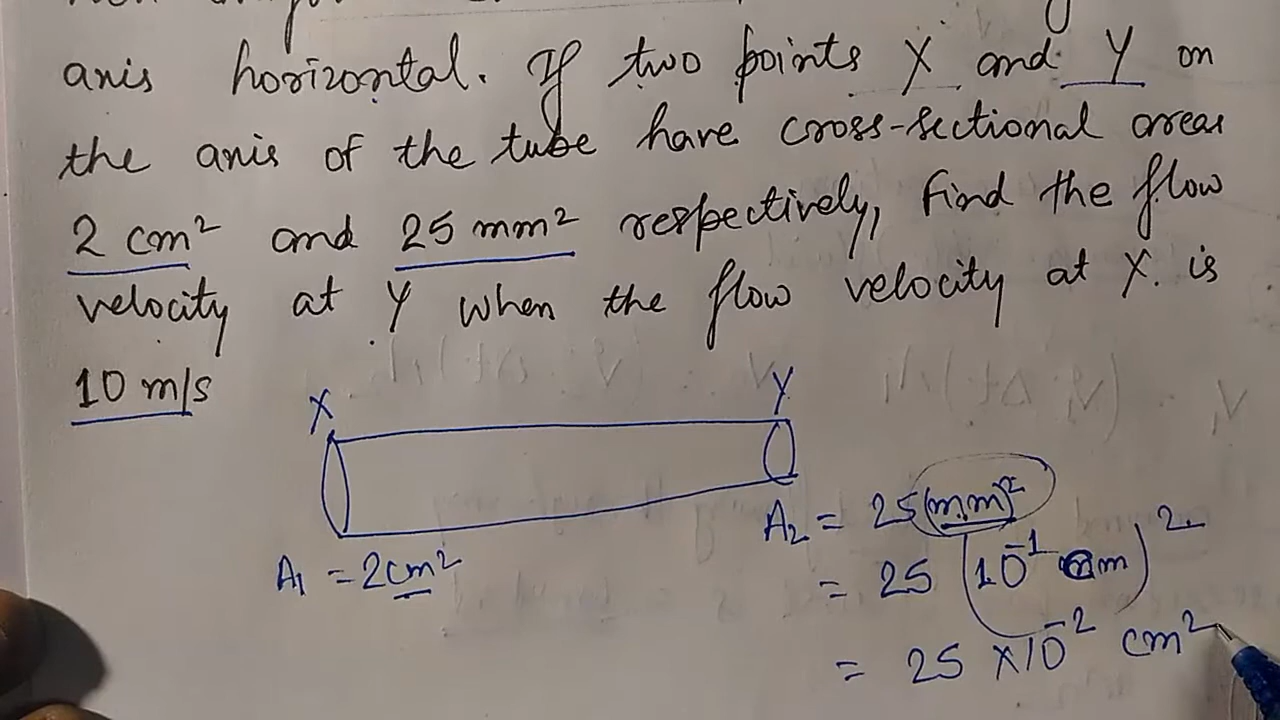 axis horizontal. If two points X and Y on
the axis of the tube have cross-sectional areas
2 cm² and 25 mm² respectively, Find the flow
velocity at Y when the flow velocity at X is
10 m/s
X
Y
A₁ = 2cm²
A₂ = 25(mm)²
= 25 (10⁻¹ cm)²
= 25 × 10⁻² cm²